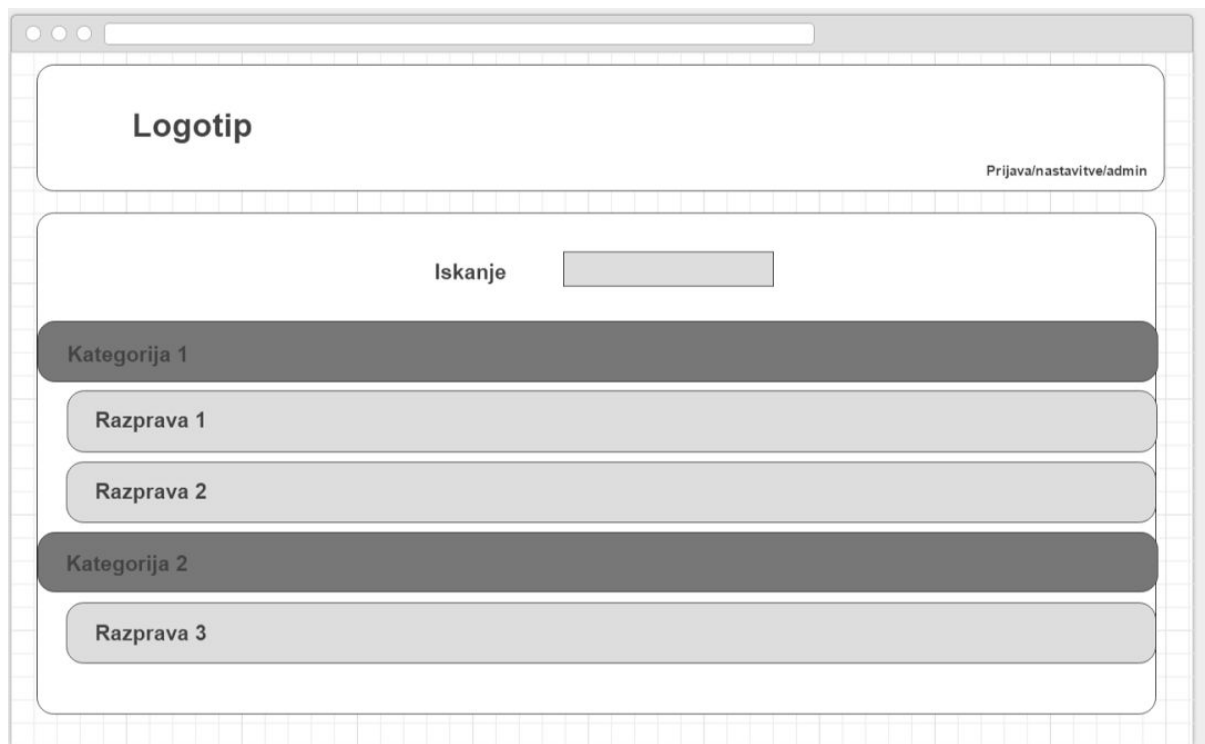 Logotip
Prijava/nastavitve/admin
Iskanje
Kategorija 1
Razprava 1
Razprava 2
Kategorija 2
Razprava 3